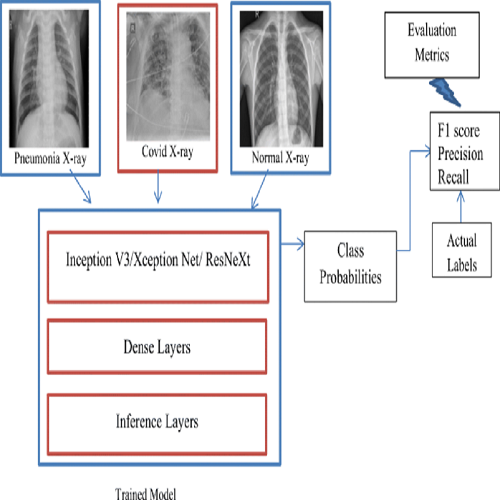 Pneumonia X-ray
Covid X-ray
Normal X-ray
Evaluation
Metrics
F1 score
Precision
Recall
Actual
Labels
Class
Probabilities
Inception V3/Xception Net/ ResNeXt
Dense Layers
Inference Layers
Trained Model